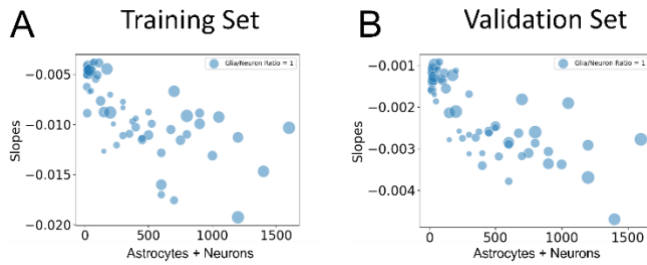 A Training Set
Glia/Neuron Ratio = 1
Slopes
−0.005
−0.010
−0.015
−0.020
0 500 1000 1500
Astrocytes + Neurons
B Validation Set
Glia/Neuron Ratio = 1
Slopes
−0.001
−0.002
−0.003
−0.004
0 500 1000 1500
Astrocytes + Neurons